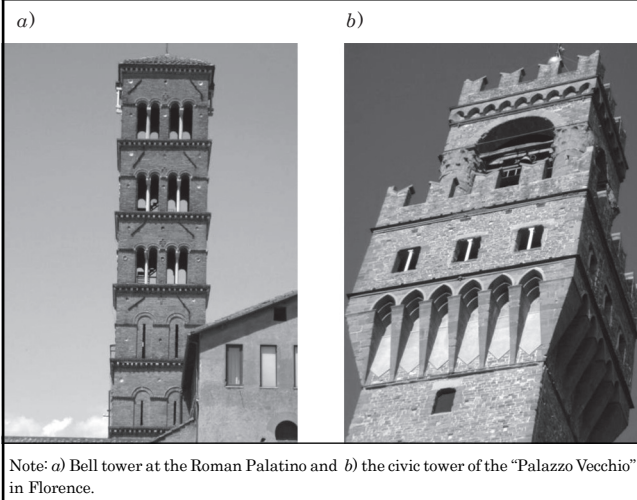 a)
b)
Note: a) Bell tower at the Roman Palatino and b) the civic tower of the “Palazzo Vecchio”
in Florence.